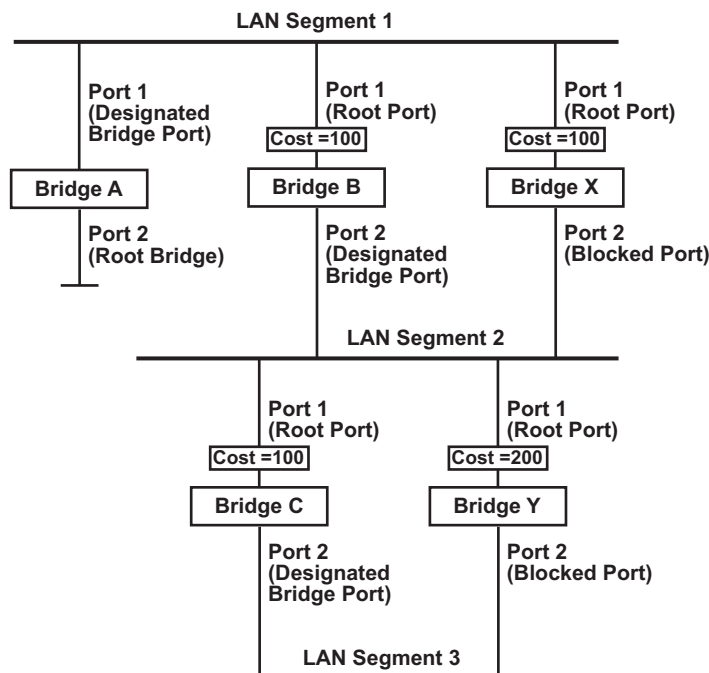 LAN Segment 1
Port 1
(Designated
Bridge Port)
Port 1
(Root Port)
Port 1
(Root Port)
Cost =100
Cost =100
Bridge A
Bridge B
Bridge X
Port 2
(Root Bridge)
Port 2
(Designated
Bridge Port)
Port 2
(Blocked Port)
LAN Segment 2
Port 1
(Root Port)
Port 1
(Root Port)
Cost =100
Cost =200
Bridge C
Bridge Y
Port 2
(Designated
Bridge Port)
Port 2
(Blocked Port)
LAN Segment 3